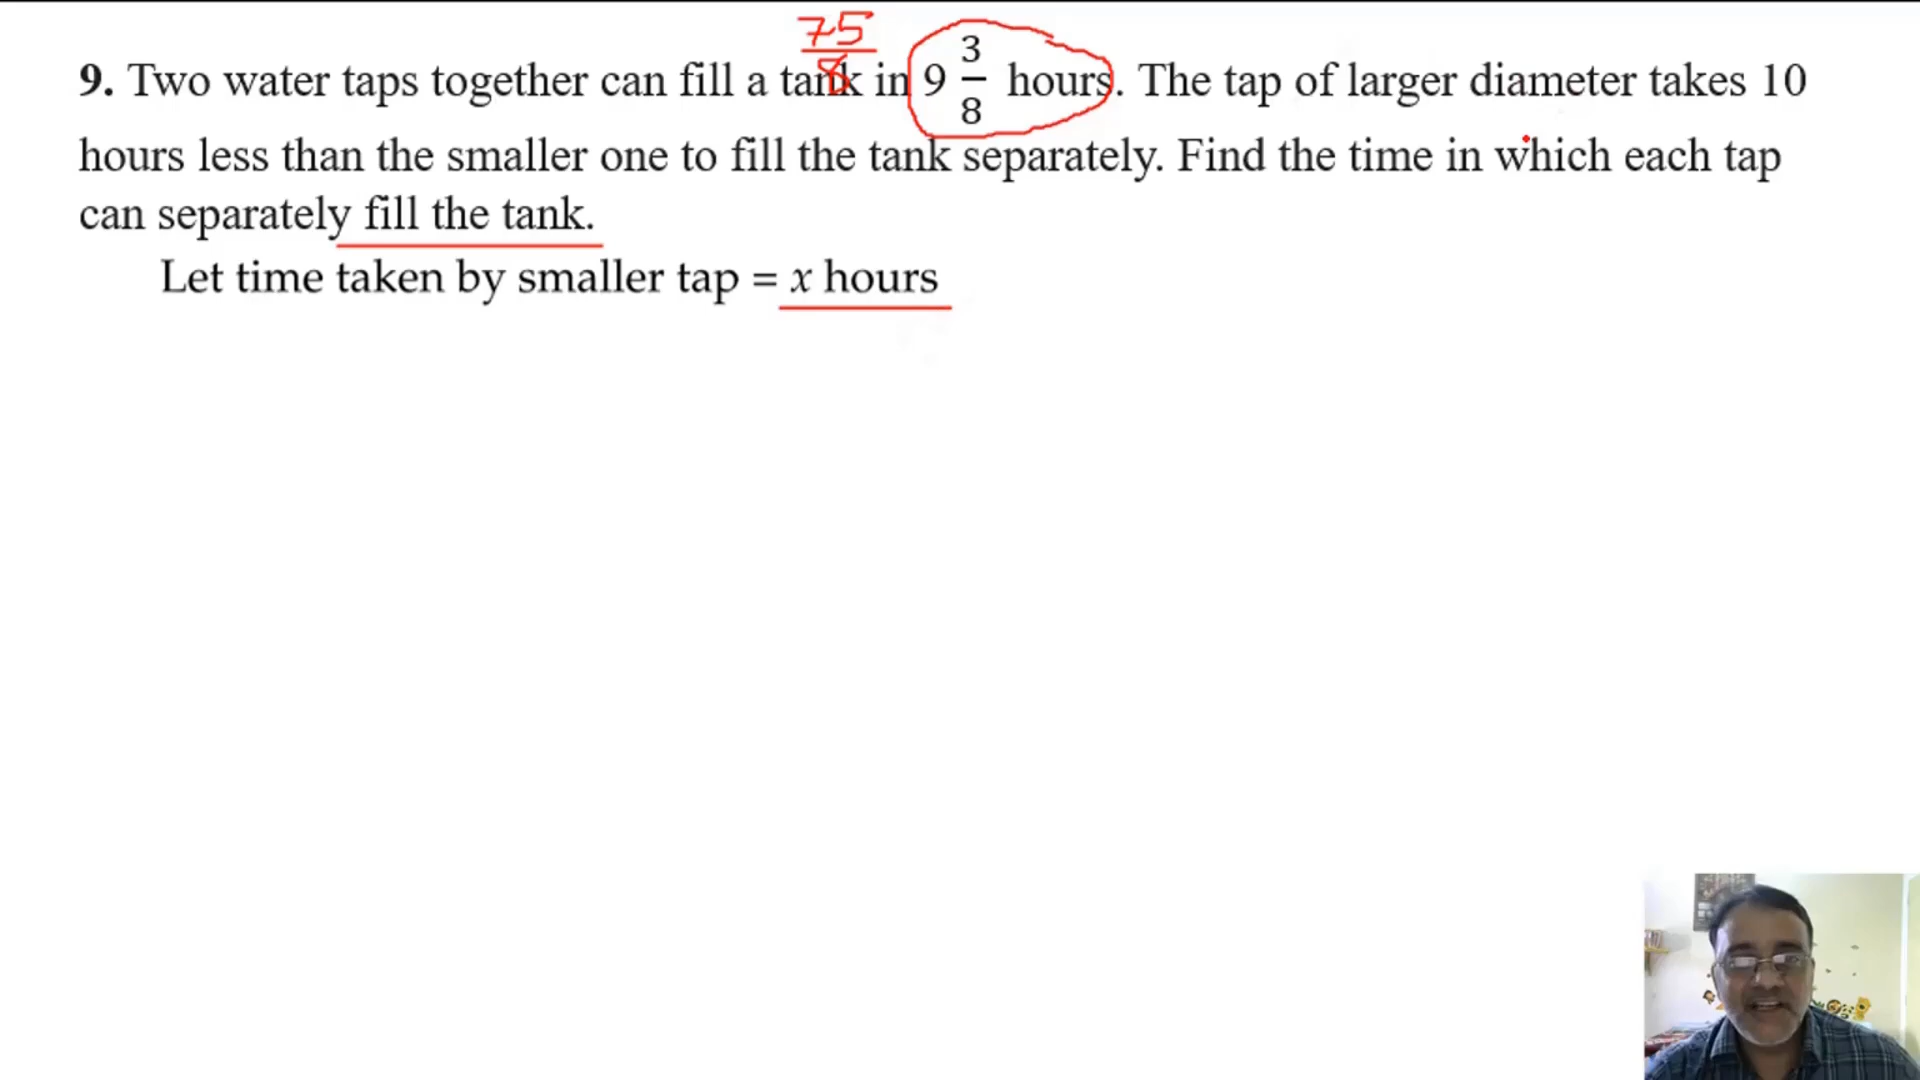 75
8
9. Two water taps together can fill a tank in 9 3/8 hours. The tap of larger diameter takes 10
hours less than the smaller one to fill the tank separately. Find the time in which each tap
can separately fill the tank.
Let time taken by smaller tap = x hours